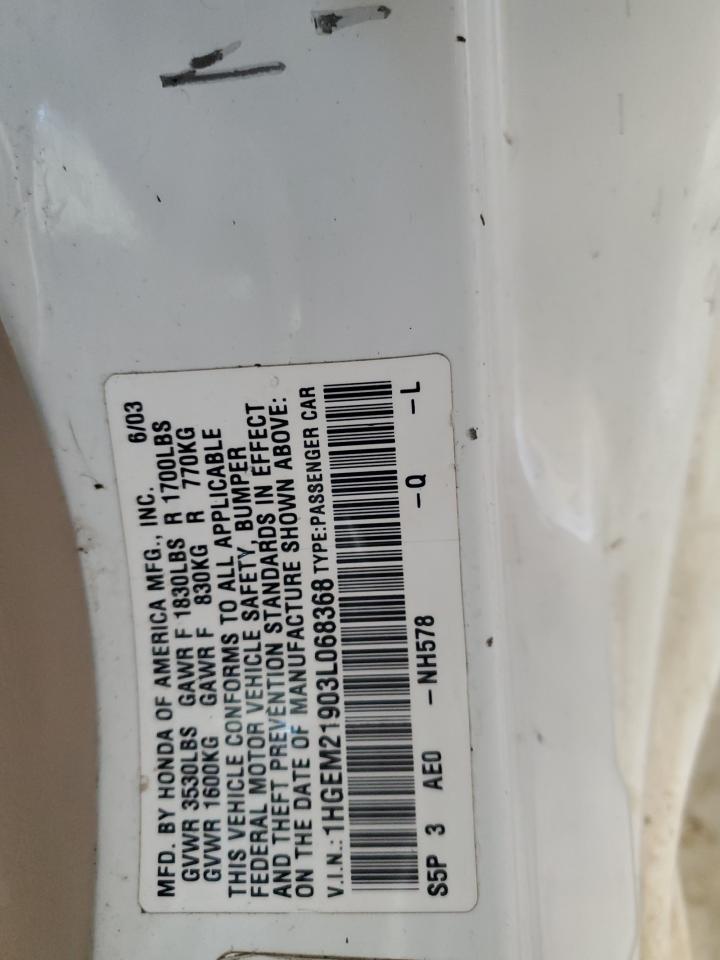 MFD. BY HONDA OF AMERICA MFG., INC. 6/03
GVWR 3530LBS GAWR F 1830LBS R 1700LBS
GVWR 1600KG GAWR F 830KG R 770KG
THIS VEHICLE CONFORMS TO ALL APPLICABLE
FEDERAL MOTOR VEHICLE SAFETY, BUMPER
AND THEFT PREVENTION STANDARDS IN EFFECT
ON THE DATE OF MANUFACTURE SHOWN ABOVE:
V.I.N.: 1HGEM21903L068368 TYPE:PASSENGER CAR
S5P 3 AE0 -NH578 -Q -L